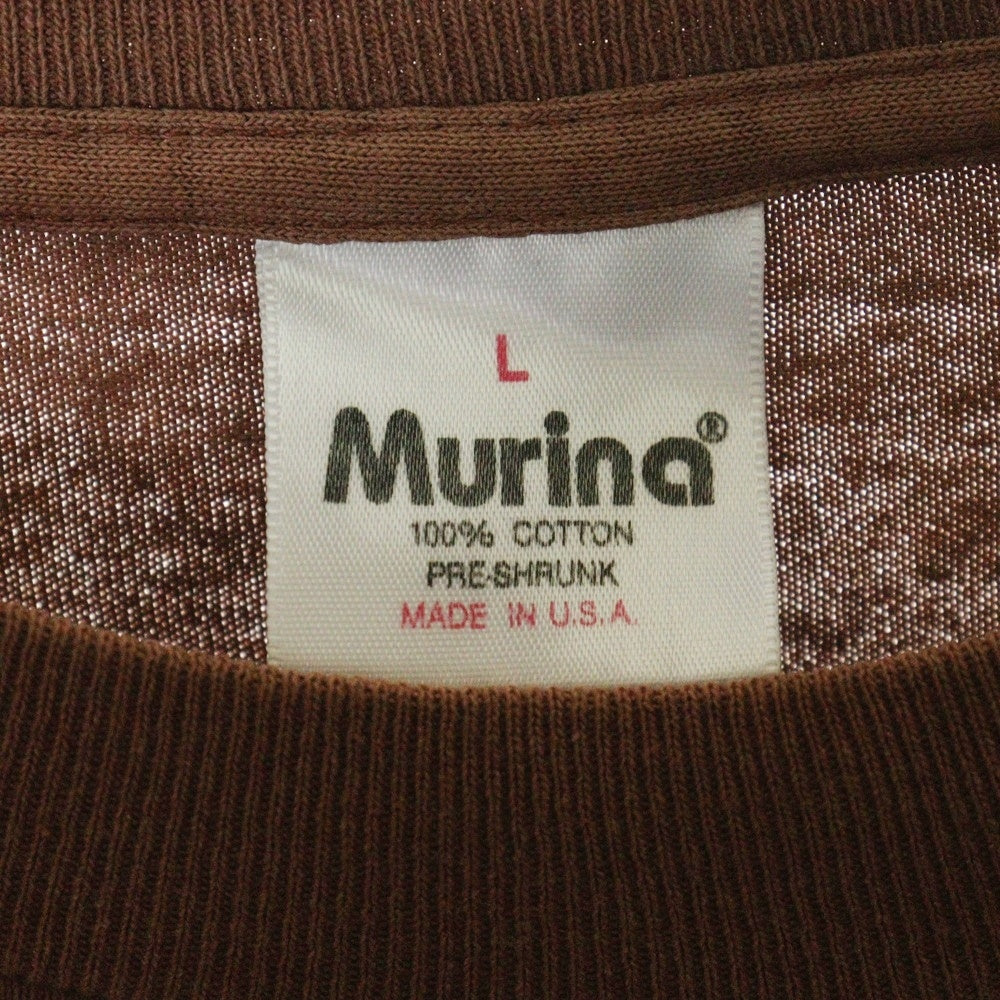 L
Murina®
100% COTTON
PRE-SHRUNK
MADE IN U.S.A.